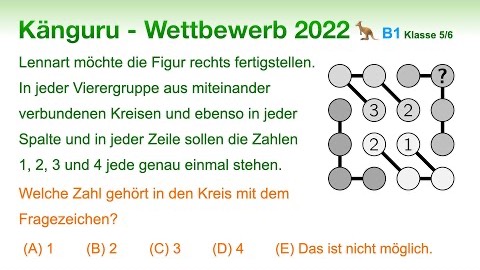 Känguru - Wettbewerb 2022 B1 Klasse 5/6
Lennart möchte die Figur rechts fertigstellen.
In jeder Vierergruppe aus miteinander
verbundenen Kreisen und ebenso in jeder
Spalte und in jeder Zeile sollen die Zahlen
1, 2, 3 und 4 jede genau einmal stehen.
Welche Zahl gehört in den Kreis mit dem
Fragezeichen?
(A) 1 (B) 2 (C) 3 (D) 4 (E) Das ist nicht möglich.
?
3 2
2 1